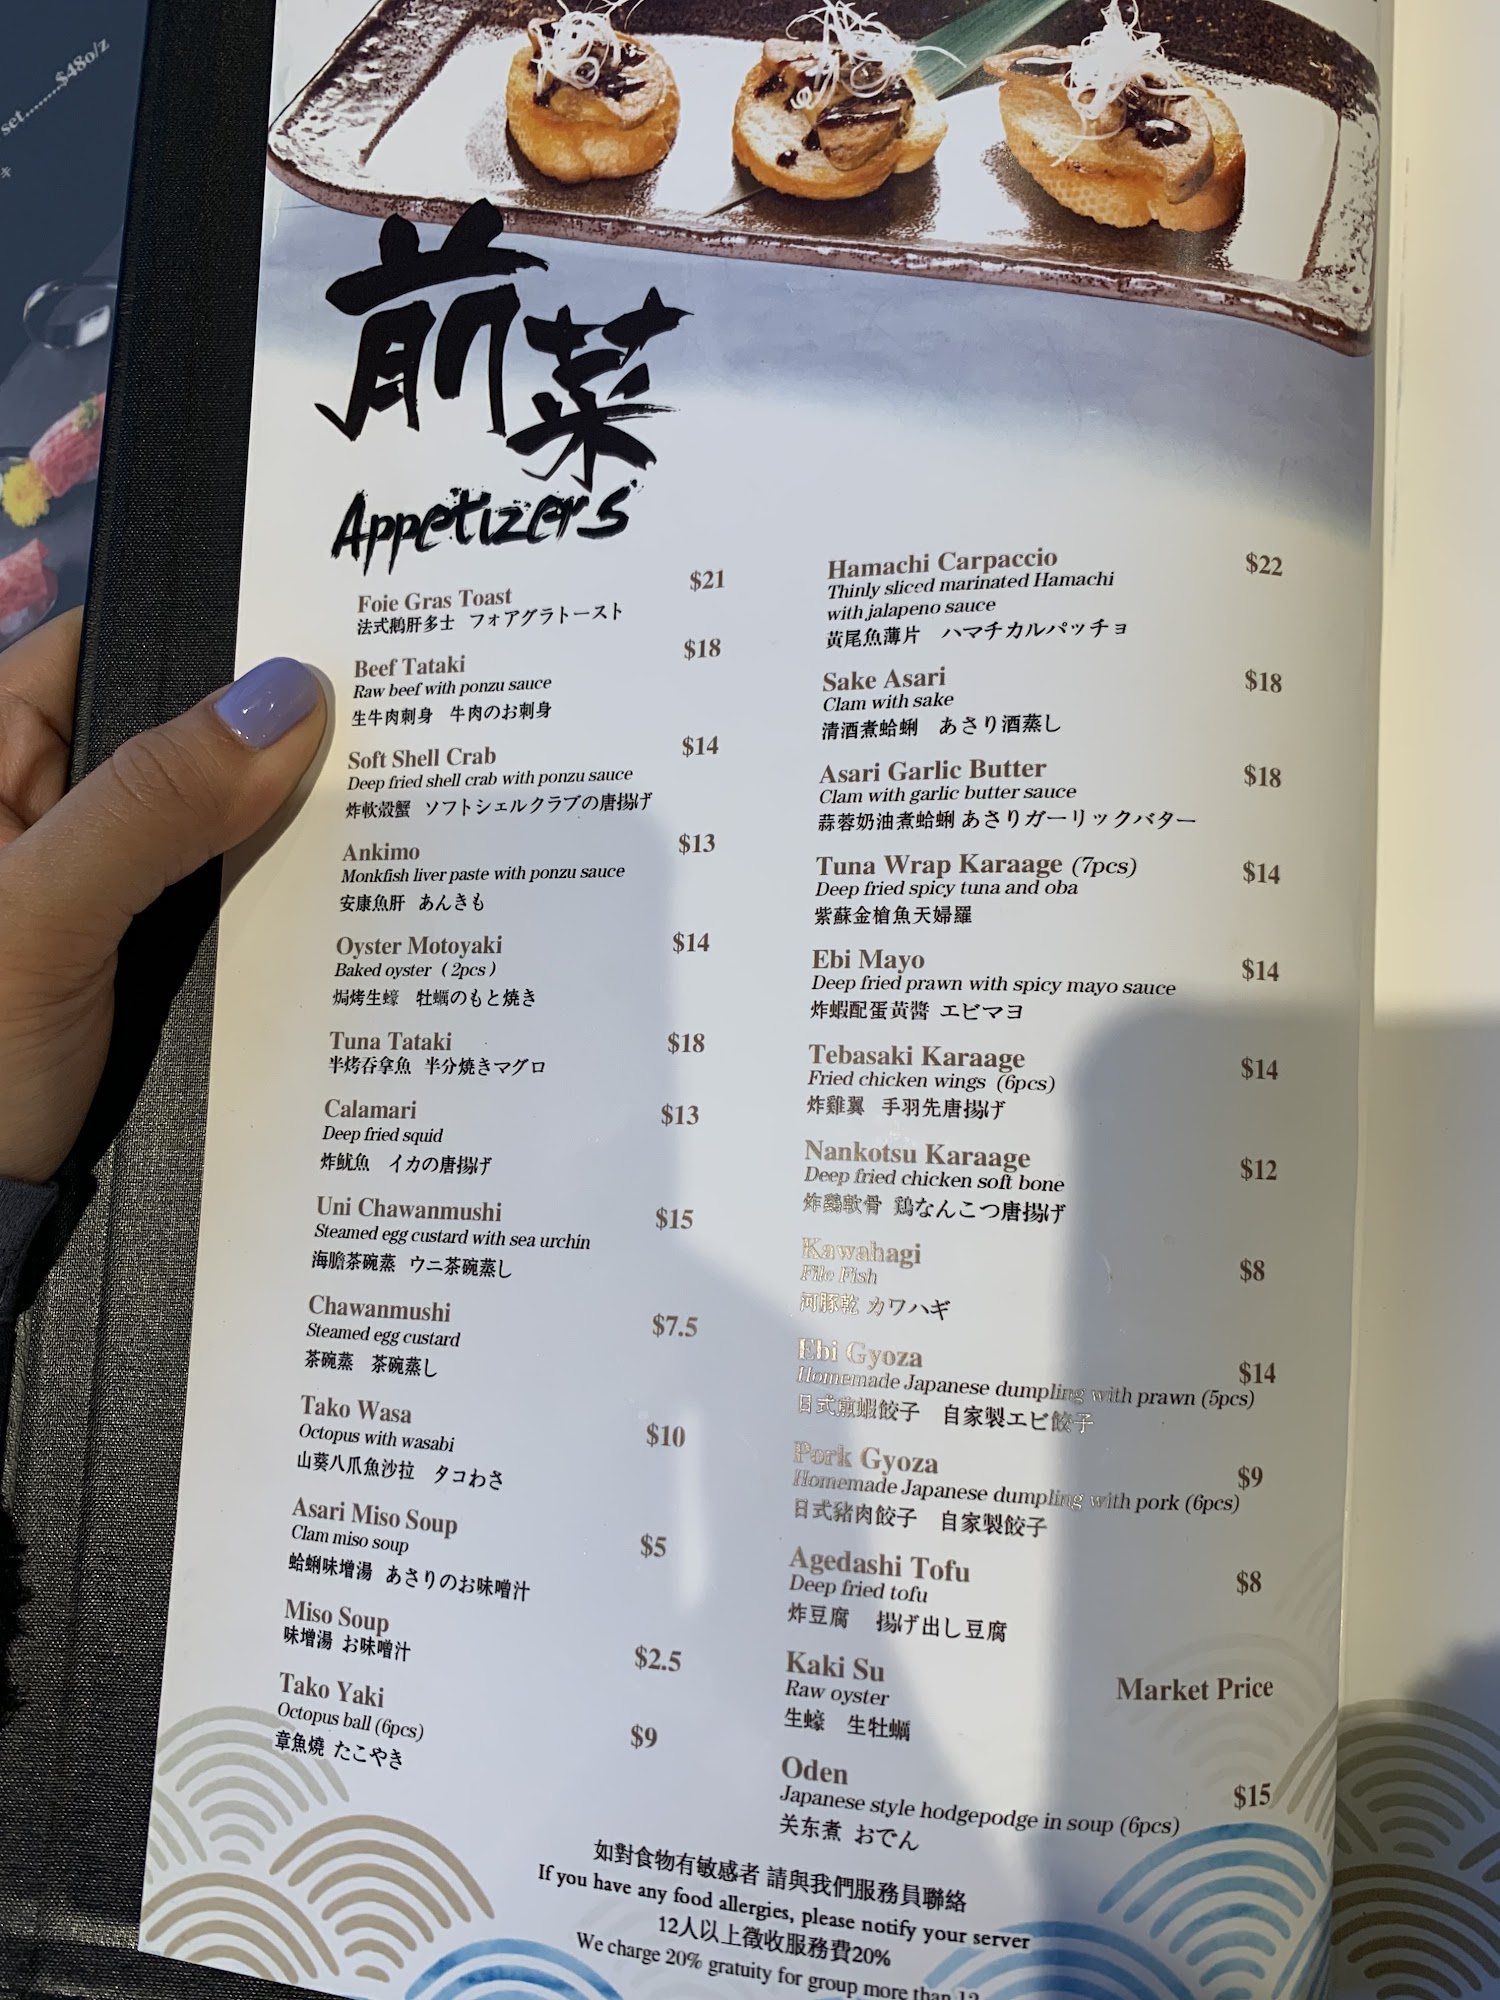 set.........$48o/z
前菜
Appetizers
Foie Gras Toast $21
法式鵝肝多士 フォアグラトースト
Beef Tataki $18
Raw beef with ponzu sauce
生牛肉刺身 牛肉のお刺身
Soft Shell Crab $14
Deep fried shell crab with ponzu sauce
炸軟殼蟹 ソフトシェルクラブの唐揚げ
Ankimo $13
Monkfish liver paste with ponzu sauce
安康魚肝 あんきも
Oyster Motoyaki $14
Baked oyster ( 2pcs )
焗烤生蠔 牡蠣のもと焼き
Tuna Tataki $18
半烤吞拿魚 半分焼きマグロ
Calamari $13
Deep fried squid
炸魷魚 イカの唐揚げ
Uni Chawanmushi $15
Steamed egg custard with sea urchin
海膽茶碗蒸 ウニ茶碗蒸し
Chawanmushi $7.5
Steamed egg custard
茶碗蒸 茶碗蒸し
Tako Wasa $10
Octopus with wasabi
山葵八爪魚沙拉 タコわさ
Asari Miso Soup $5
Clam miso soup
蛤蜊味增湯 あさりのお味噌汁
Miso Soup $2.5
味增湯 お味噌汁
Tako Yaki $9
Octopus ball (6pcs)
章魚燒 たこやき
Hamachi Carpaccio $22
Thinly sliced marinated Hamachi
with jalapeno sauce
黃尾魚薄片 ハマチカルパッチョ
Sake Asari $18
Clam with sake
清酒煮蛤蜊 あさり酒蒸し
Asari Garlic Butter $18
Clam with garlic butter sauce
蒜蓉奶油煮蛤蜊 あさりガーリックバター
Tuna Wrap Karaage (7pcs) $14
Deep fried spicy tuna and oba
紫蘇金槍魚天婦羅
Ebi Mayo $14
Deep fried prawn with spicy mayo sauce
炸蝦配蛋黃醬 エビマヨ
Tebasaki Karaage $14
Fried chicken wings (6pcs)
炸雞翼 手羽先唐揚げ
Nankotsu Karaage $12
Deep fried chicken soft bone
炸鷄軟骨 鶏なんこつ唐揚げ
Kawahagi $8
File Fish
河豚乾 カワハギ
Ebi Gyoza $14
Homemade Japanese dumpling with prawn (5pcs)
日式煎蝦餃子 自家製エビ餃子
Pork Gyoza $9
Homemade Japanese dumpling with pork (6pcs)
日式豬肉餃子 自家製餃子
Agedashi Tofu $8
Deep fried tofu
炸豆腐 揚げ出し豆腐
Kaki Su Market Price
Raw oyster
生蠔 生牡蠣
Oden $15
Japanese style hodgepodge in soup (6pcs)
关东煮 おでん
如對食物有敏感者 請與我們服務員聯絡
If you have any food allergies, please notify your server
12人以上徵收服務費20%
We charge 20% gratuity for group more than 12